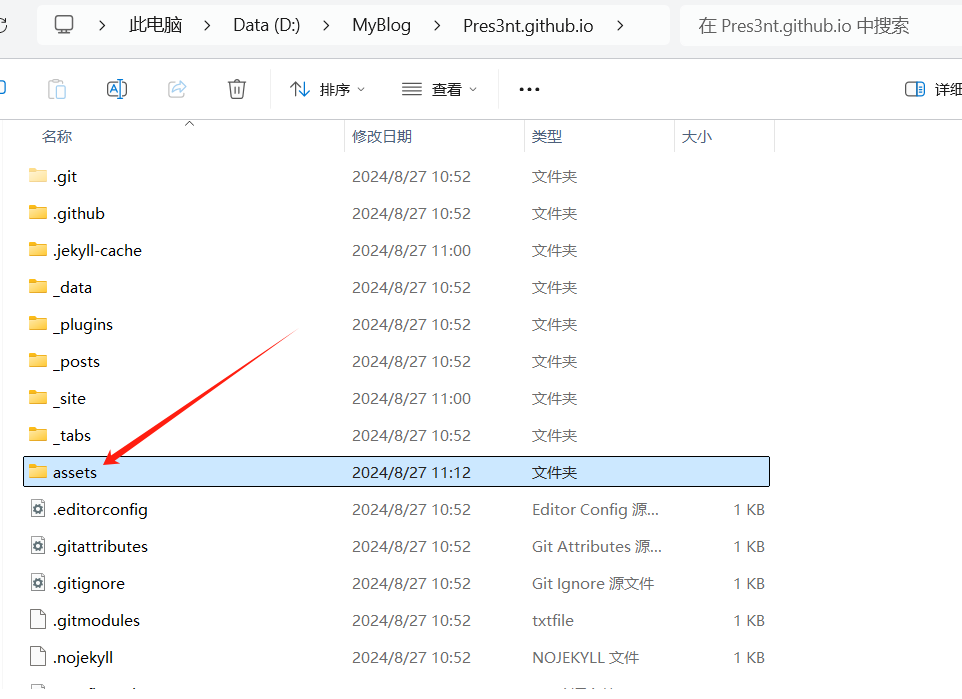 此电脑 Data (D:) MyBlog Pres3nt.github.io 在 Pres3nt.github.io 中搜索
排序 查看 详细
名称 修改日期 类型 大小
.git 2024/8/27 10:52 文件夹
.github 2024/8/27 10:52 文件夹
.jekyll-cache 2024/8/27 11:00 文件夹
_data 2024/8/27 10:52 文件夹
_plugins 2024/8/27 10:52 文件夹
_posts 2024/8/27 10:52 文件夹
_site 2024/8/27 11:00 文件夹
_tabs 2024/8/27 10:52 文件夹
assets 2024/8/27 11:12 文件夹
.editorconfig 2024/8/27 10:52 Editor Config 源... 1 KB
.gitattributes 2024/8/27 10:52 Git Attributes 源... 1 KB
.gitignore 2024/8/27 10:52 Git Ignore 源文件 1 KB
.gitmodules 2024/8/27 10:52 txtfile 1 KB
.nojekyll 2024/8/27 10:52 NOJEKYLL 文件 1 KB